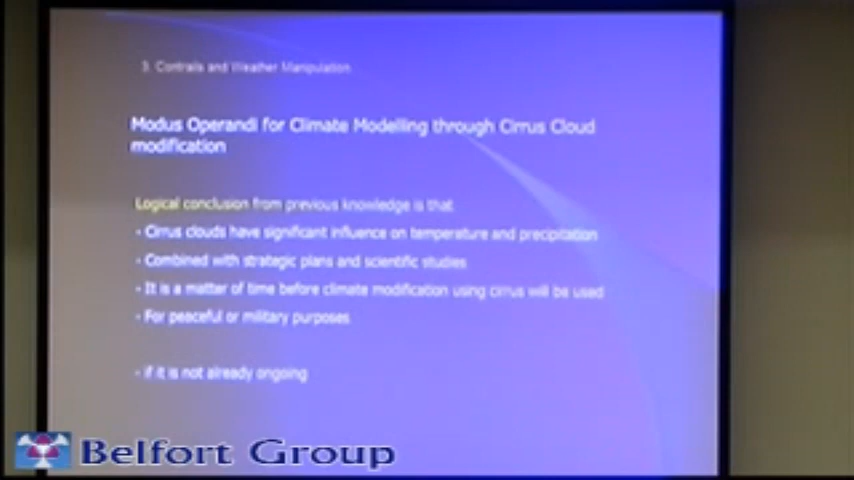 3. Contrails and Weather Manipulation
Modus Operandi for Climate Modelling through Cirrus Cloud
modification
Logical conclusion from previous knowledge is that
- Cirrus clouds have significant influence on temperature and precipitation
- Combined with strategic plans and scientific studies
- It is a matter of time before climate modification using cirrus will be used
- For peaceful or military purposes
- if it is not already ongoing
Belfort Group